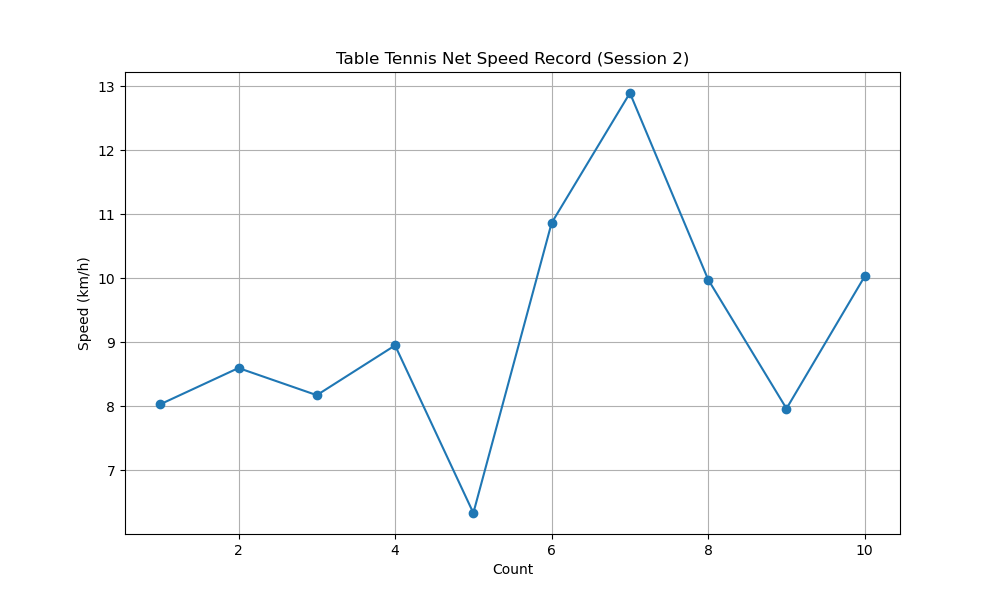 Table Tennis Net Speed Record (Session 2)
13
12
11
10
9
8
7
Speed (km/h)
2 4 6 8 10
Count